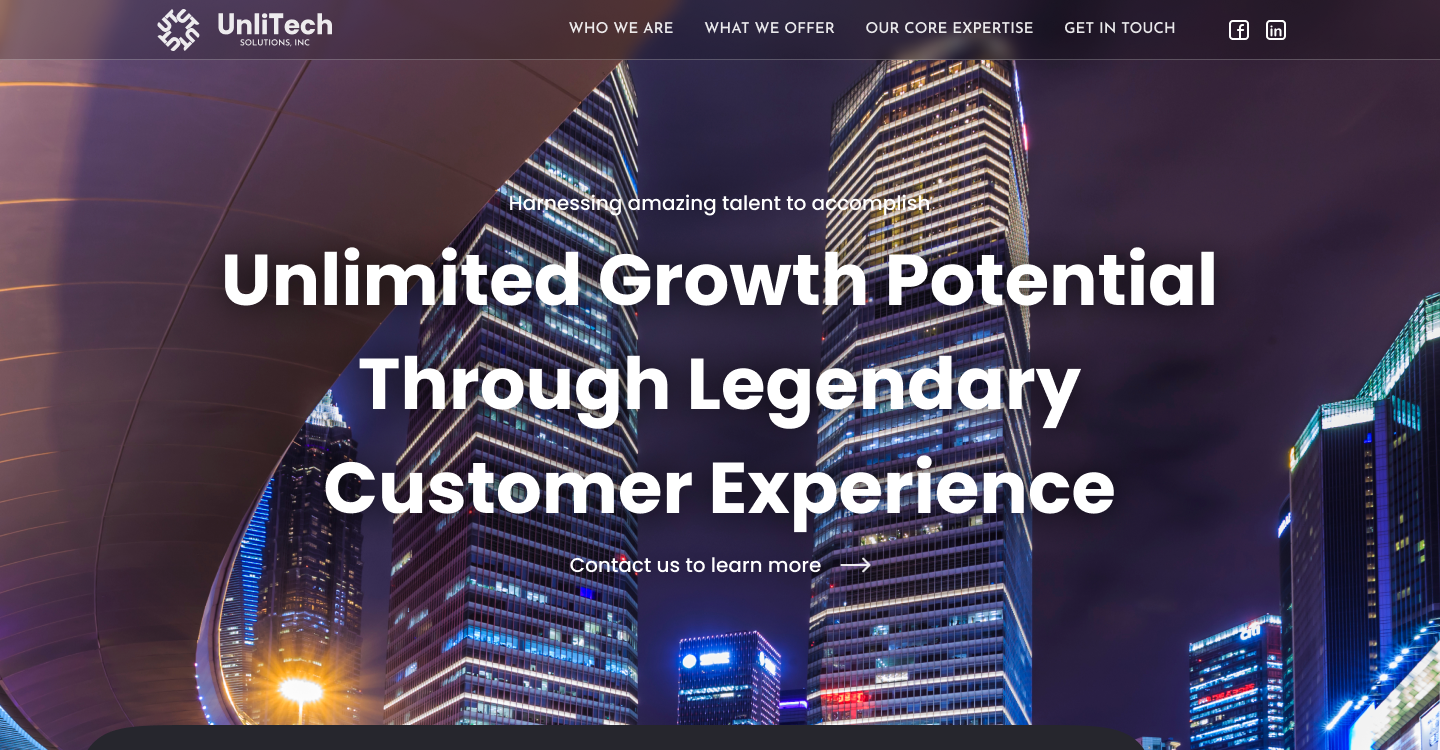 UnliTech
SOLUTIONS, INC
WHO WE ARE
WHAT WE OFFER
OUR CORE EXPERTISE
GET IN TOUCH
Harnessing amazing talent to accomplish.
Unlimited Growth Potential
Through Legendary
Customer Experience
Contact us to learn more
citi